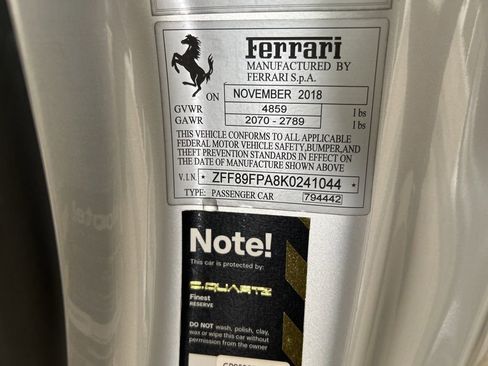 Ferrari
MANUFACTURED BY
FERRARI S.p.A.
ON NOVEMBER 2018
GVWR 4859 lbs
GAWR 2070 - 2789 lbs
THIS VEHICLE CONFORMS TO ALL APPLICABLE
FEDERAL MOTOR VEHICLE SAFETY, BUMPER, AND
THEFT PREVENTION STANDARDS IN EFFECT ON
THE DATE OF MANUFACTURE SHOWN ABOVE
V.I.N. * ZFF89FPA8K0241044 *
TYPE: PASSENGER CAR 794442
Note!
This car is protected by:
C.QUARTZ
Finest
RESERVE
DO NOT wash, polish, clay,
wax or wipe this car without
permission from the owner